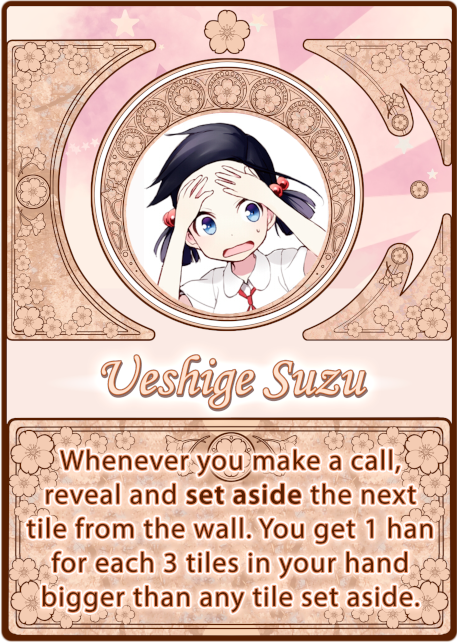 Ueshige Suzu
Whenever you make a call,
reveal and set aside the next
tile from the wall. You get 1 han
for each 3 tiles in your hand
bigger than any tile set aside.